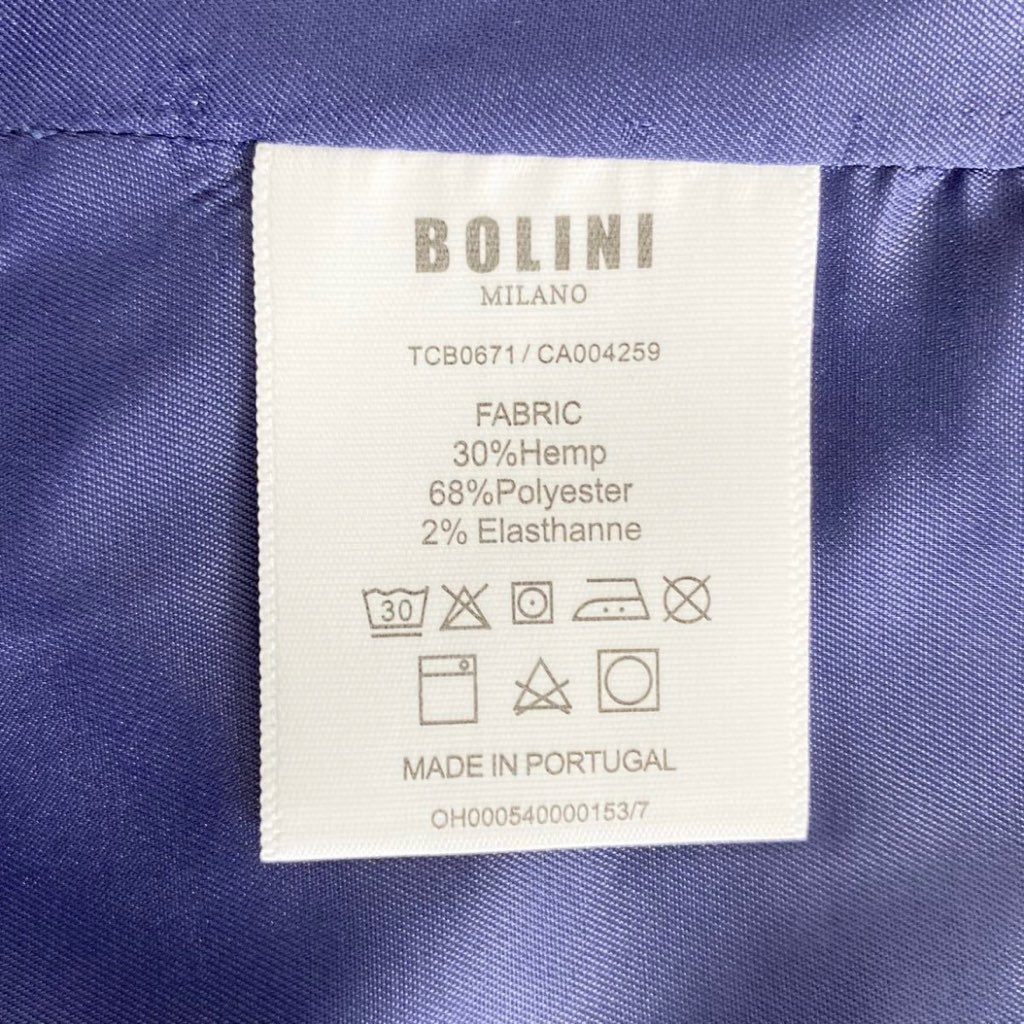 BOLINI
MILANO
TCB0671 / CA004259
FABRIC
30%Hemp
68%Polyester
2% Elasthanne
30
MADE IN PORTUGAL
OH000540000153/7